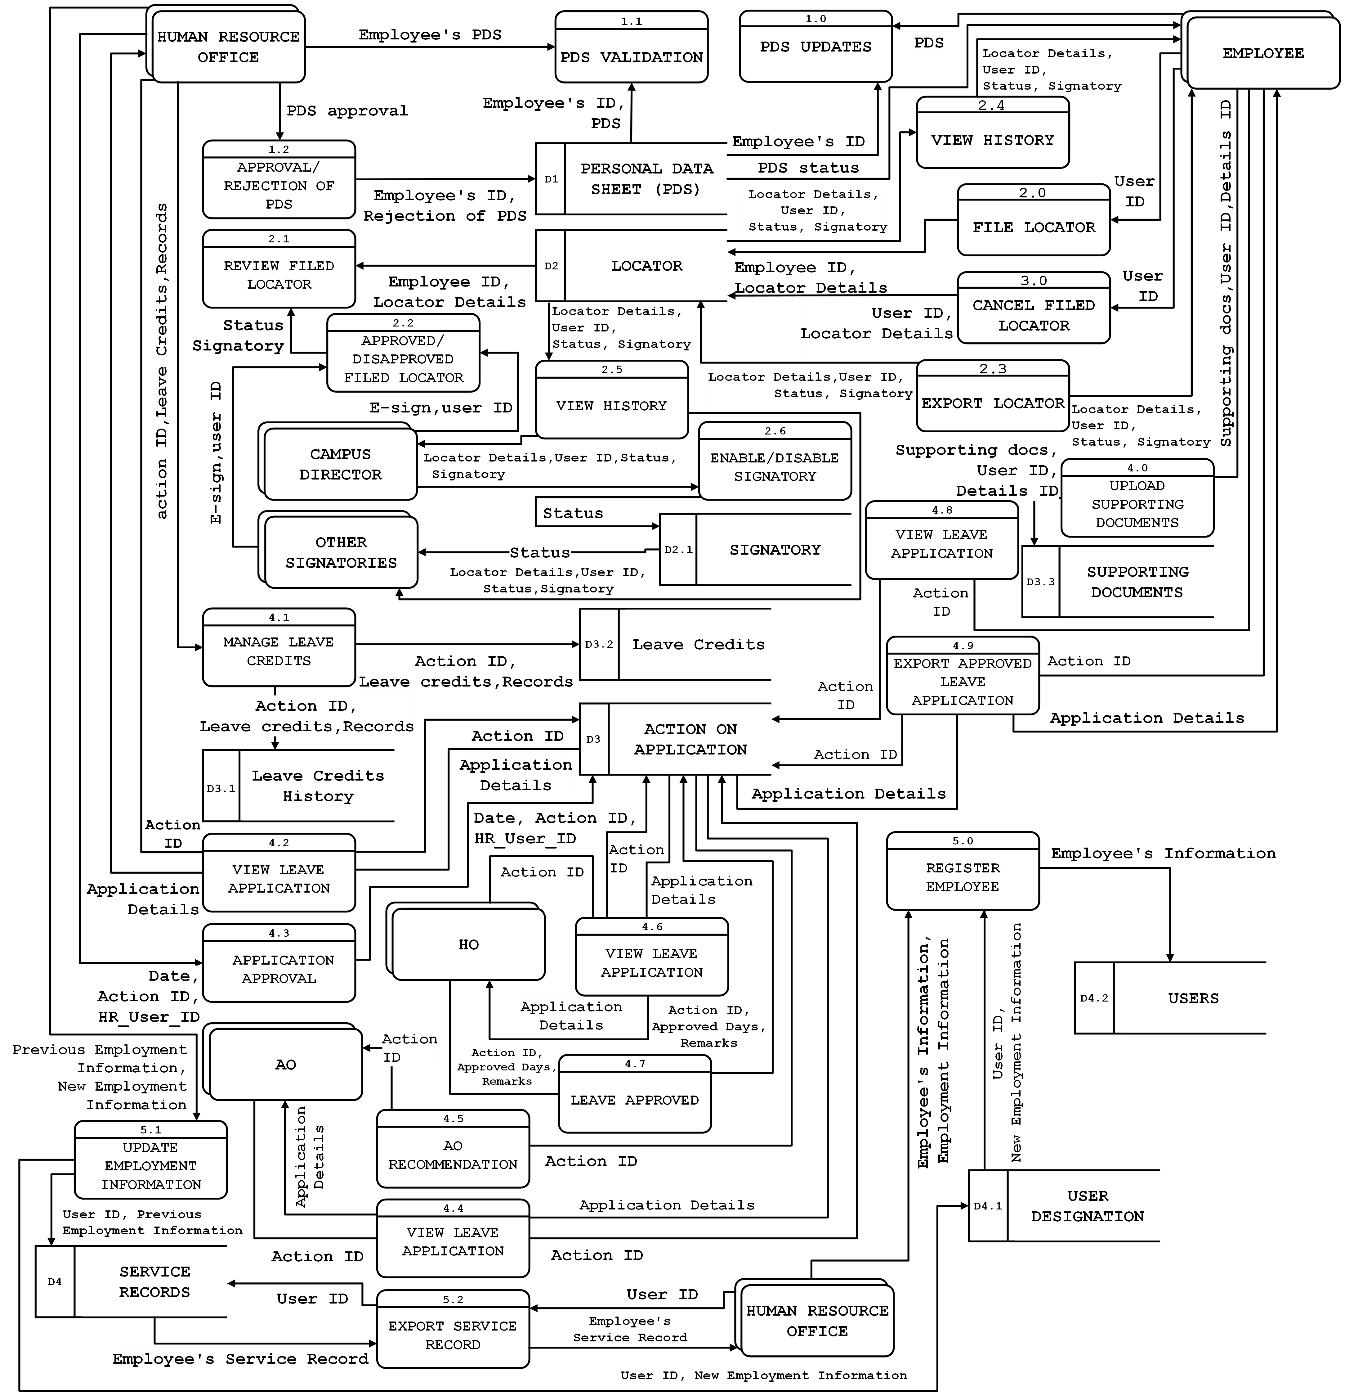 HUMAN RESOURCE
OFFICE
Employee's PDS
1.1
PDS VALIDATION
1.0
PDS UPDATES
PDS
EMPLOYEE
Locator Details,
User ID,
Status, Signatory
PDS approval
Employee's ID,
PDS
2.4
VIEW HISTORY
1.2
APPROVAL/
REJECTION OF
PDS
Employee's ID,
Rejection of PDS
D1
PERSONAL DATA
SHEET (PDS)
Employee's ID
PDS status
Locator Details,
User ID,
Status, Signatory
User
ID
2.0
FILE LOCATOR
2.1
REVIEW FILED
LOCATOR
Employee ID,
Locator Details
D2
LOCATOR
Employee ID,
Locator Details
User
ID
3.0
CANCEL FILED
LOCATOR
User ID,
Locator Details
Supporting docs,User ID,Details ID
action ID,Leave Credits,Records
Status
Signatory
2.2
APPROVED/
DISAPPROVED
FILED LOCATOR
Locator Details,
User ID,
Status, Signatory
2.5
VIEW HISTORY
2.3
EXPORT LOCATOR
Locator Details,User ID,
Status, Signatory
Locator Details,
User ID,
Status, Signatory
E-sign,user ID
E-sign,user ID
CAMPUS
DIRECTOR
Locator Details,User ID,Status,
Signatory
2.6
ENABLE/DISABLE
SIGNATORY
Supporting docs,
User ID,
Details ID
4.0
UPLOAD
SUPPORTING
DOCUMENTS
Status
OTHER
SIGNATORIES
Status
D2.1
SIGNATORY
Locator Details,User ID,
Status,Signatory
4.8
VIEW LEAVE
APPLICATION
D3.3
SUPPORTING
DOCUMENTS
Action
ID
4.1
MANAGE LEAVE
CREDITS
Action ID,
Leave credits,Records
D3.2
Leave Credits
4.9
EXPORT APPROVED
LEAVE
APPLICATION
Action ID
Action
ID
Application Details
Action ID,
Leave credits,Records
D3.1
Leave Credits
History
Action ID
Application
Details
D3
ACTION ON
APPLICATION
Action ID
Application Details
Action
ID
4.2
VIEW LEAVE
APPLICATION
Date, Action ID,
HR_User_ID
Application
Details
Action ID
Action
ID
Application
Details
5.0
REGISTER
EMPLOYEE
Employee's Information
4.3
APPLICATION
APPROVAL
Date,
Action ID,
HR_User_ID
HO
4.6
VIEW LEAVE
APPLICATION
Application
Details
Action ID,
Approved Days,
Remarks
Employee's Information,
Employment Information
User ID,
New Employment Information
D4.2
USERS
Previous Employment
Information,
New Employment
Information
AO
Action
ID
Action ID,
Approved Days,
Remarks
4.7
LEAVE APPROVED
5.1
UPDATE
EMPLOYMENT
INFORMATION
Application
Details
4.5
AO
RECOMMENDATION
Action ID
User ID, Previous
Employment Information
4.4
VIEW LEAVE
APPLICATION
Application Details
Action ID
Action ID
D4.1
USER
DESIGNATION
D4
SERVICE
RECORDS
User ID
5.2
EXPORT SERVICE
RECORD
User ID
Employee's
Service Record
HUMAN RESOURCE
OFFICE
Employee's Service Record
User ID, New Employment Information